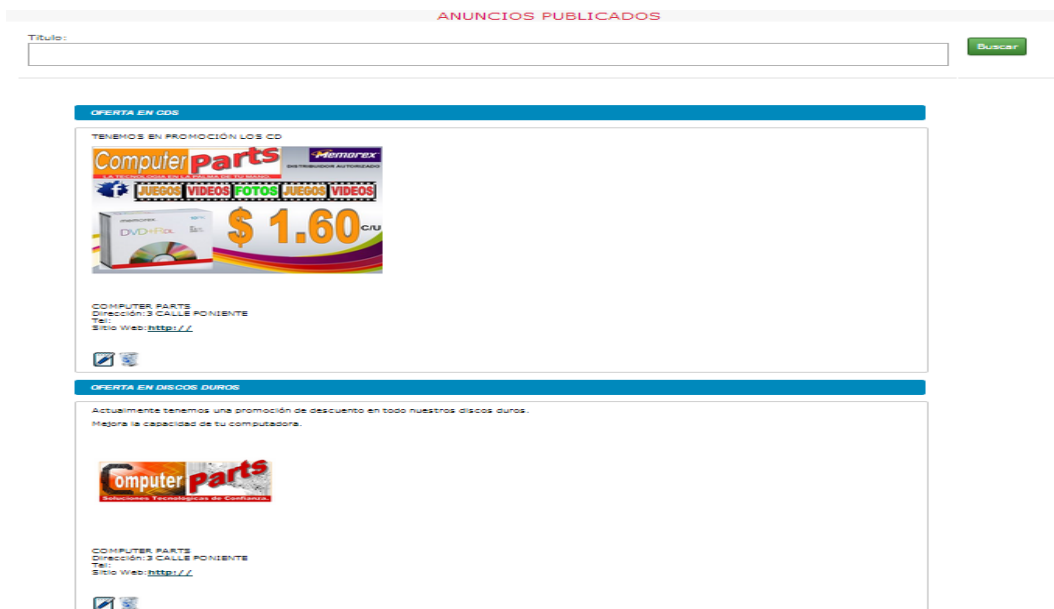 ANUNCIOS PUBLICADOS
Título:
Buscar
OFERTA EN CDS
TENEMOS EN PROMOCIÓN LOS CD
Computer Parts
Memorex
DISTRIBUIDOR AUTORIZADO
LA TECNOLOGIA EN LA PALMA DE TU MANO.
JUEGOS VIDEOS FOTOS JUEGOS VIDEOS
memorex
DVD+R DL
$ 1.60 C/U
COMPUTER PARTS
Dirección:3 CALLE PONIENTE
Tel:
Sitio Web:http://
OFERTA EN DISCOS DUROS
Actualmente tenemos una promoción de descuento en todo nuestros discos duros.
Mejora la capacidad de tu computadora.
Computer Parts
Soluciones Tecnológicas de Confianza.
COMPUTER PARTS
Dirección:3 CALLE PONIENTE
Tel:
Sitio Web:http://